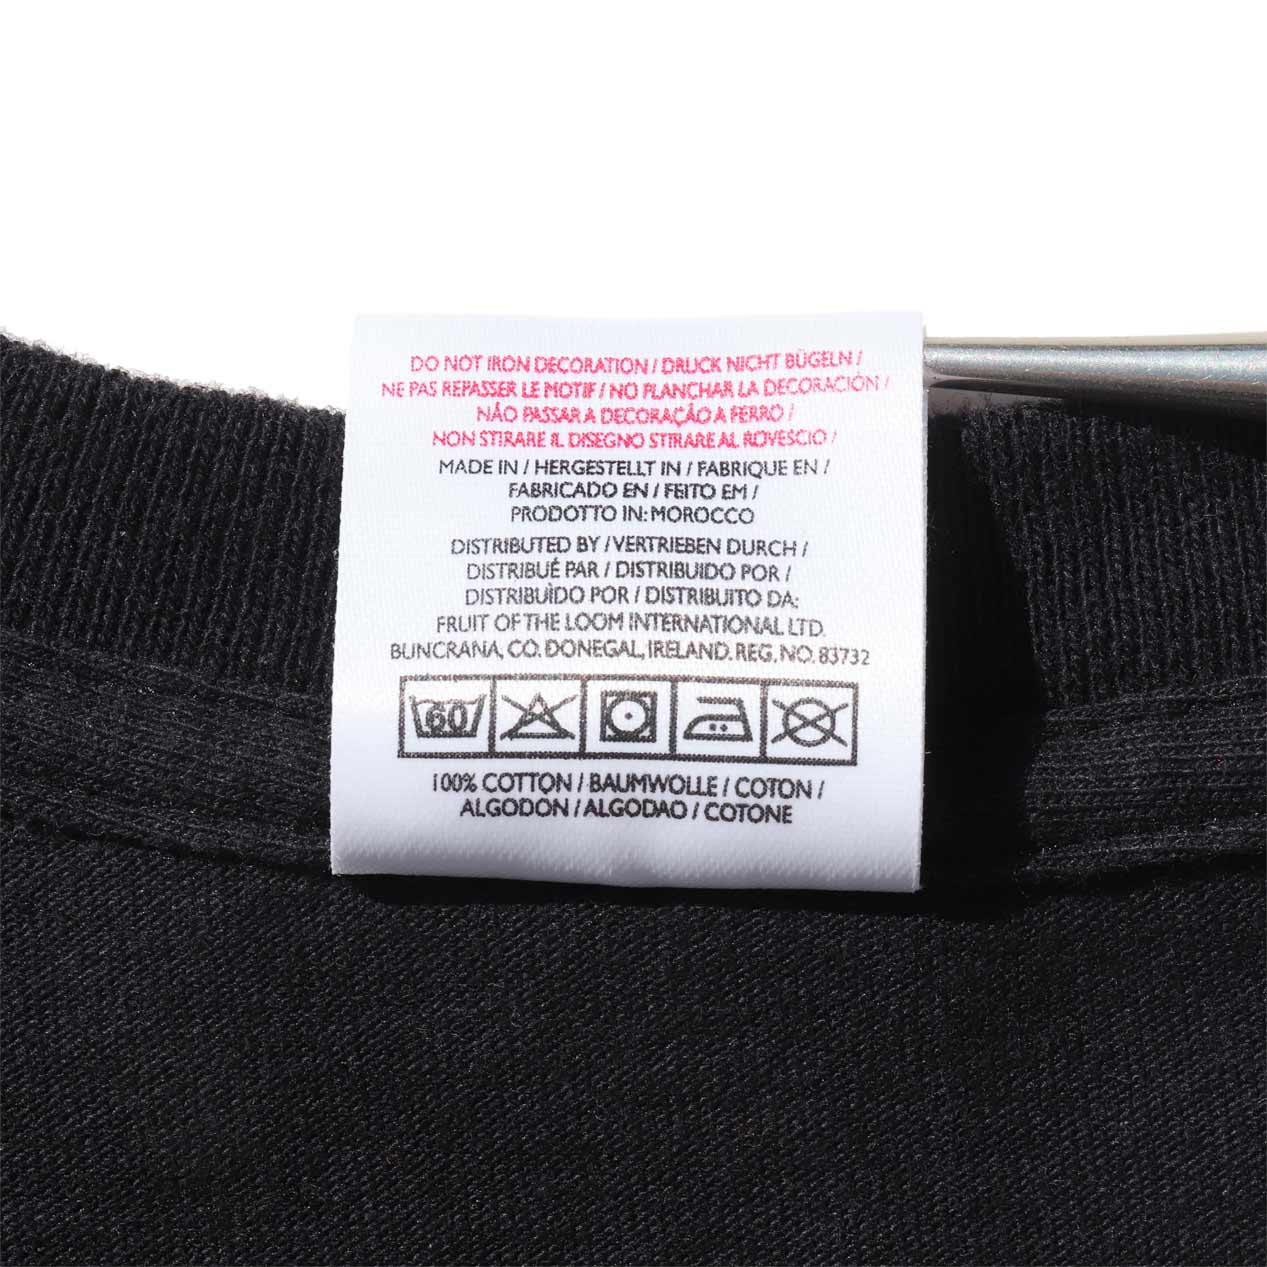 DO NOT IRON DECORATION / DRUCK NICHT BÜGELN /
NE PAS REPASSER LE MOTIF / NO PLANCHAR LA DECORACIÓN /
NÃO PASSAR A DECORAÇÃO A FERRO /
NON STIRARE IL DISEGNO STIRARE AL ROVESCIO /
MADE IN / HERGESTELLT IN / FABRIQUE EN /
FABRICADO EN / FEITO EM /
PRODOTTO IN: MOROCCO
DISTRIBUTED BY / VERTRIEBEN DURCH /
DISTRIBUÉ PAR / DISTRIBUIDO POR /
DISTRIBUÌDO POR / DISTRIBUITO DA:
FRUIT OF THE LOOM INTERNATIONAL LTD.
BUNCRANA, CO. DONEGAL, IRELAND. REG. NO. 83732
60
100% COTTON / BAUMWOLLE / COTON /
ALGODÓN / ALGODAO / COTONE